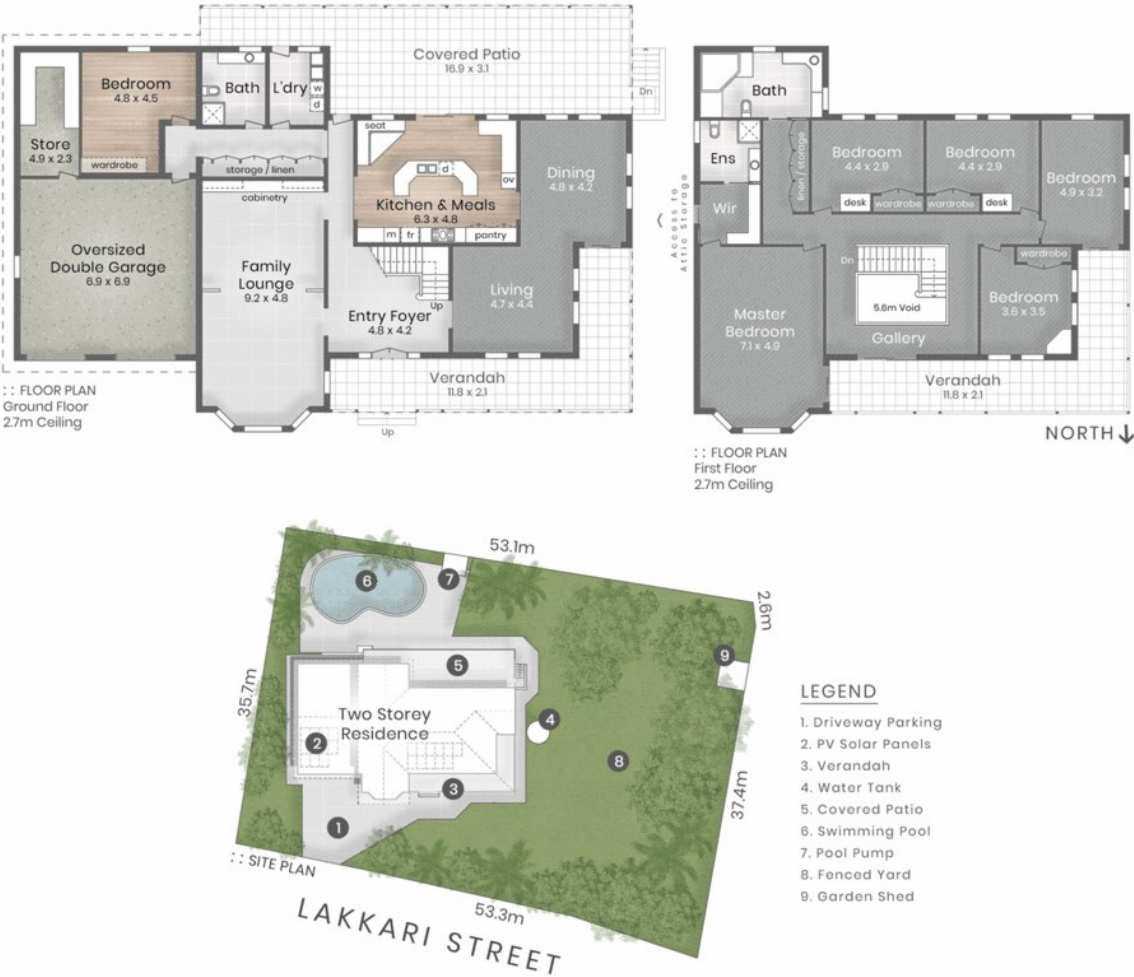 Covered Patio
16.9 x 3.1
Dn
Bedroom
4.8 x 4.5
Bath
L'dry
w
d
Store
4.9 x 2.3
wardrobe
storage / linen
cabinetry
seat
d
ov
Kitchen & Meals
6.3 x 4.8
m
fr
pantry
Dining
4.8 x 4.2
Oversized
Double Garage
6.9 x 6.9
Family
Lounge
9.2 x 4.8
Up
Entry Foyer
4.8 x 4.2
Living
4.7 x 4.4
Verandah
11.8 x 2.1
Up
:: FLOOR PLAN
Ground Floor
2.7m Ceiling
Bath
Ens
Wir
linen / storage
Bedroom
4.4 x 2.9
desk
wardrobe
Bedroom
4.4 x 2.9
wardrobe
desk
Bedroom
4.9 x 3.2
Access to
Attic Storage
Dn
5.6m Void
Gallery
wardrobe
Bedroom
3.6 x 3.5
Master
Bedroom
7.1 x 4.9
Verandah
11.8 x 2.1
NORTH
:: FLOOR PLAN
First Floor
2.7m Ceiling
53.1m
2.6m
35.7m
37.4m
53.3m
6
7
9
5
4
Two Storey
Residence
2
8
3
1
:: SITE PLAN
LAKKARI STREET
LEGEND
1. Driveway Parking
2. PV Solar Panels
3. Verandah
4. Water Tank
5. Covered Patio
6. Swimming Pool
7. Pool Pump
8. Fenced Yard
9. Garden Shed